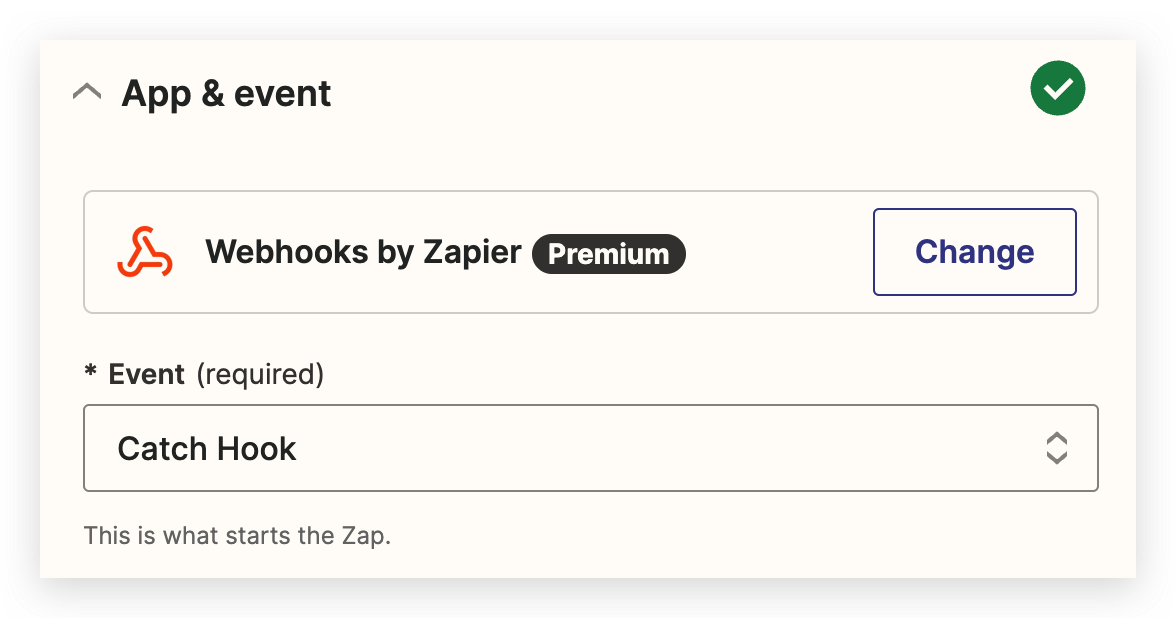 App & event
Webhooks by Zapier Premium Change
* Event (required)
Catch Hook
This is what starts the Zap.